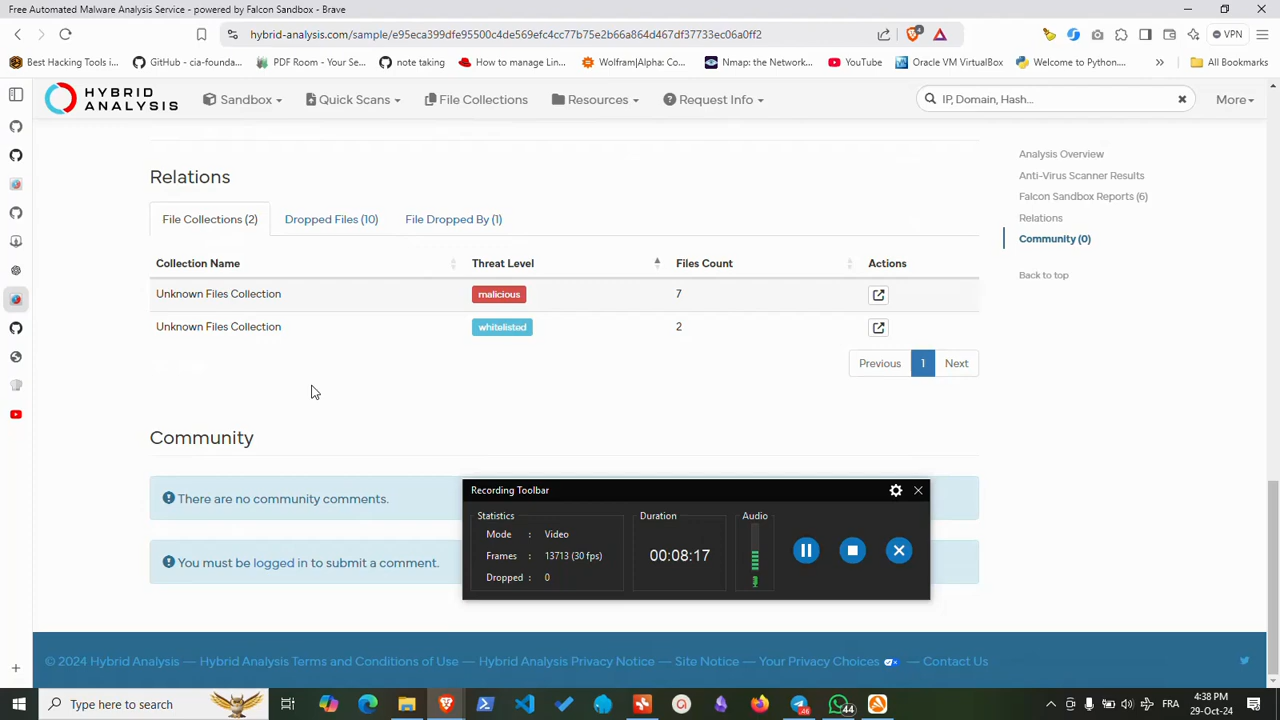 Free Automated Malware Analysis Service - powered by Falcon Sandbox - Brave
hybrid-analysis.com/sample/e95eca399dfe95500c4de569efc4cc77b75e2b66a864d467df37733ec06a0ff2
VPN
Best Hacking Tools i...
GitHub - cia-founda...
PDF Room - Your Se...
note taking
How to manage Lin...
Wolfram|Alpha: Co...
Nmap: the Network...
YouTube
Oracle VM VirtualBox
Welcome to Python....
All Bookmarks
HYBRID
ANALYSIS
Sandbox
Quick Scans
File Collections
Resources
Request Info
IP, Domain, Hash...
More
Relations
File Collections (2)
Dropped Files (10)
File Dropped By (1)
Collection Name
Threat Level
Files Count
Actions
Unknown Files Collection
malicious
7
Unknown Files Collection
whitelisted
2
Previous
1
Next
Analysis Overview
Anti-Virus Scanner Results
Falcon Sandbox Reports (6)
Relations
Community (0)
Back to top
Community
There are no community comments.
You must be logged in to submit a comment.
Recording Toolbar
Statistics
Mode : Video
Frames : 13713 (30 fps)
Dropped : 0
Duration
00:08:17
Audio
© 2024 Hybrid Analysis — Hybrid Analysis Terms and Conditions of Use — Hybrid Analysis Privacy Notice — Site Notice — Your Privacy Choices — Contact Us
Type here to search
46
44
FRA
4:38 PM
29-Oct-24